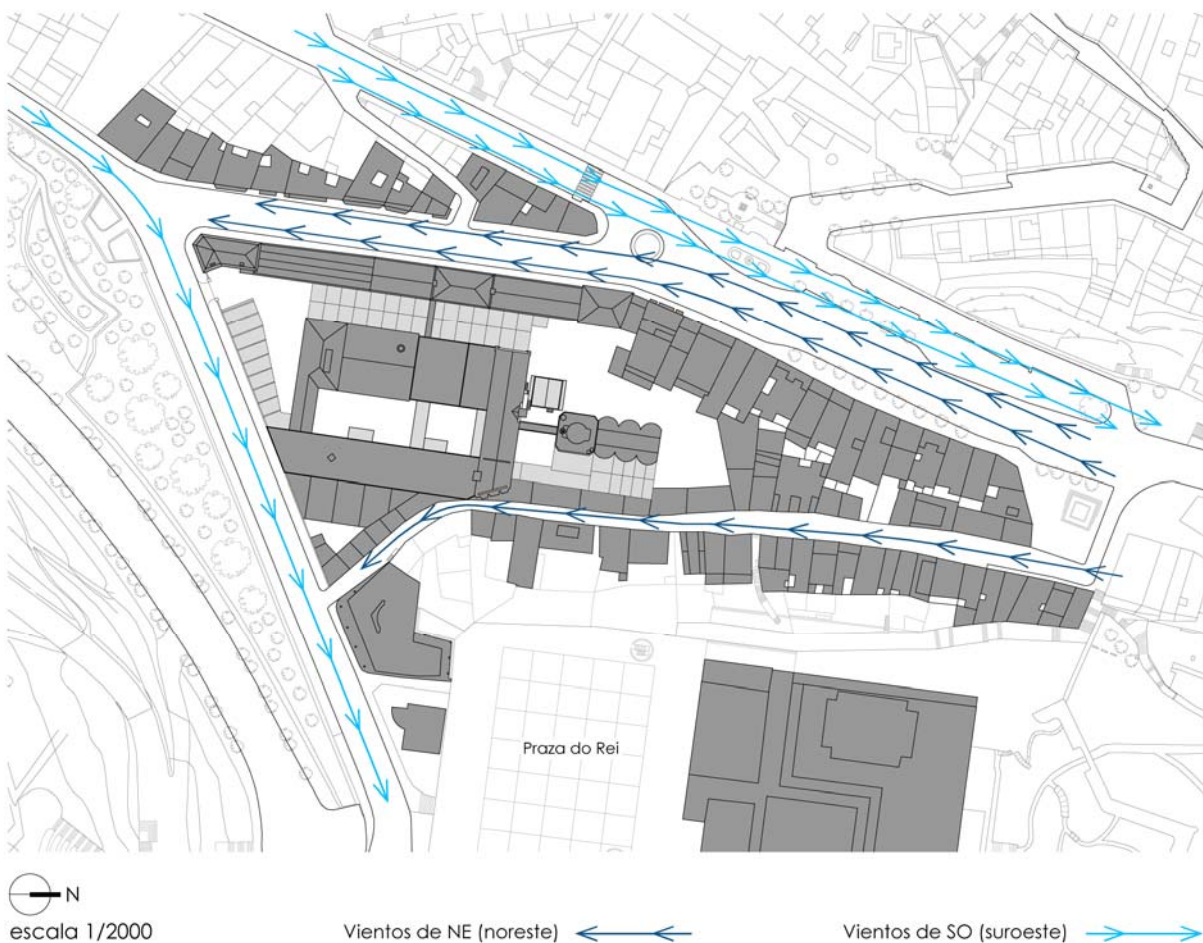 Praza do Rei
N
escala 1/2000
Vientos de NE (noreste)
Vientos de SO (suroeste)